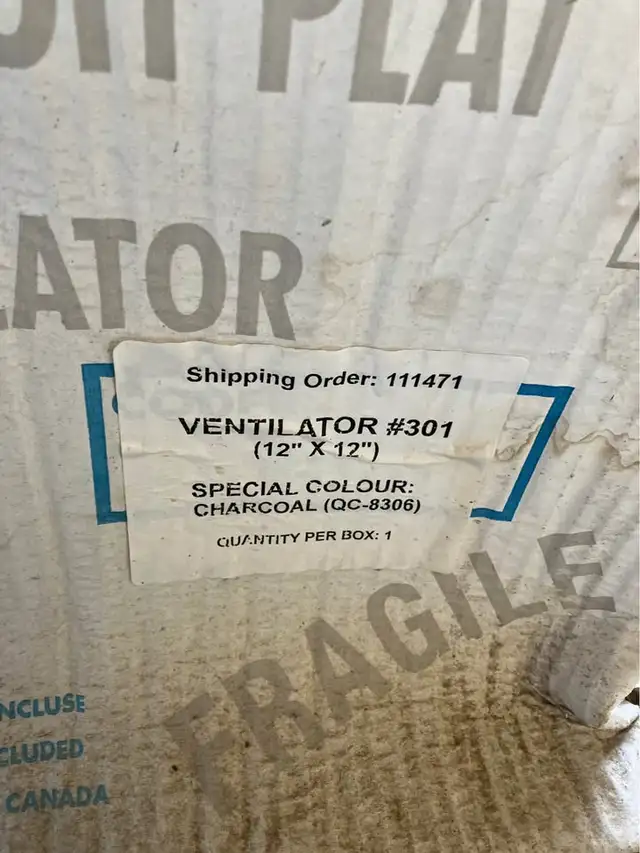 PLAT
ATOR
Shipping Order: 111471
VENTILATOR #301
(12" X 12")
SPECIAL COLOUR:
CHARCOAL (QC-8306)
QUANTITY PER BOX: 1
FRAGILE
NCLUSE
CLUDED
CANADA